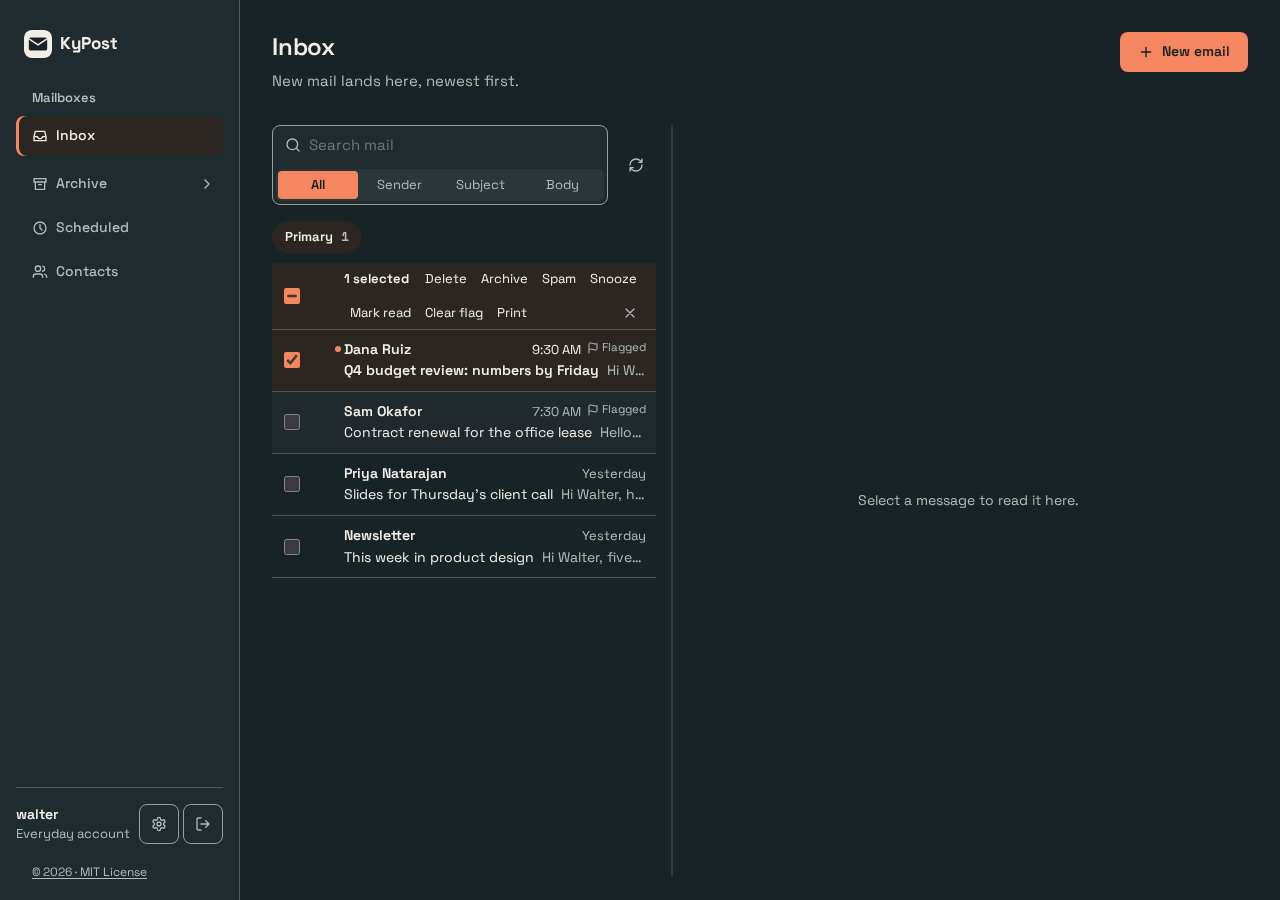 KyPost
Mailboxes
Inbox
Archive
Scheduled
Contacts
walter
Everyday account
© 2026 · MIT License
Inbox
New mail lands here, newest first.
New email
Search mail
All Sender Subject Body
Primary 1
1 selected Delete Archive Spam Snooze
Mark read Clear flag Print
Dana Ruiz 9:30 AM Flagged
Q4 budget review: numbers by Friday Hi W...
Sam Okafor 7:30 AM Flagged
Contract renewal for the office lease Hello...
Priya Natarajan Yesterday
Slides for Thursday's client call Hi Walter, h...
Newsletter Yesterday
This week in product design Hi Walter, five...
Select a message to read it here.